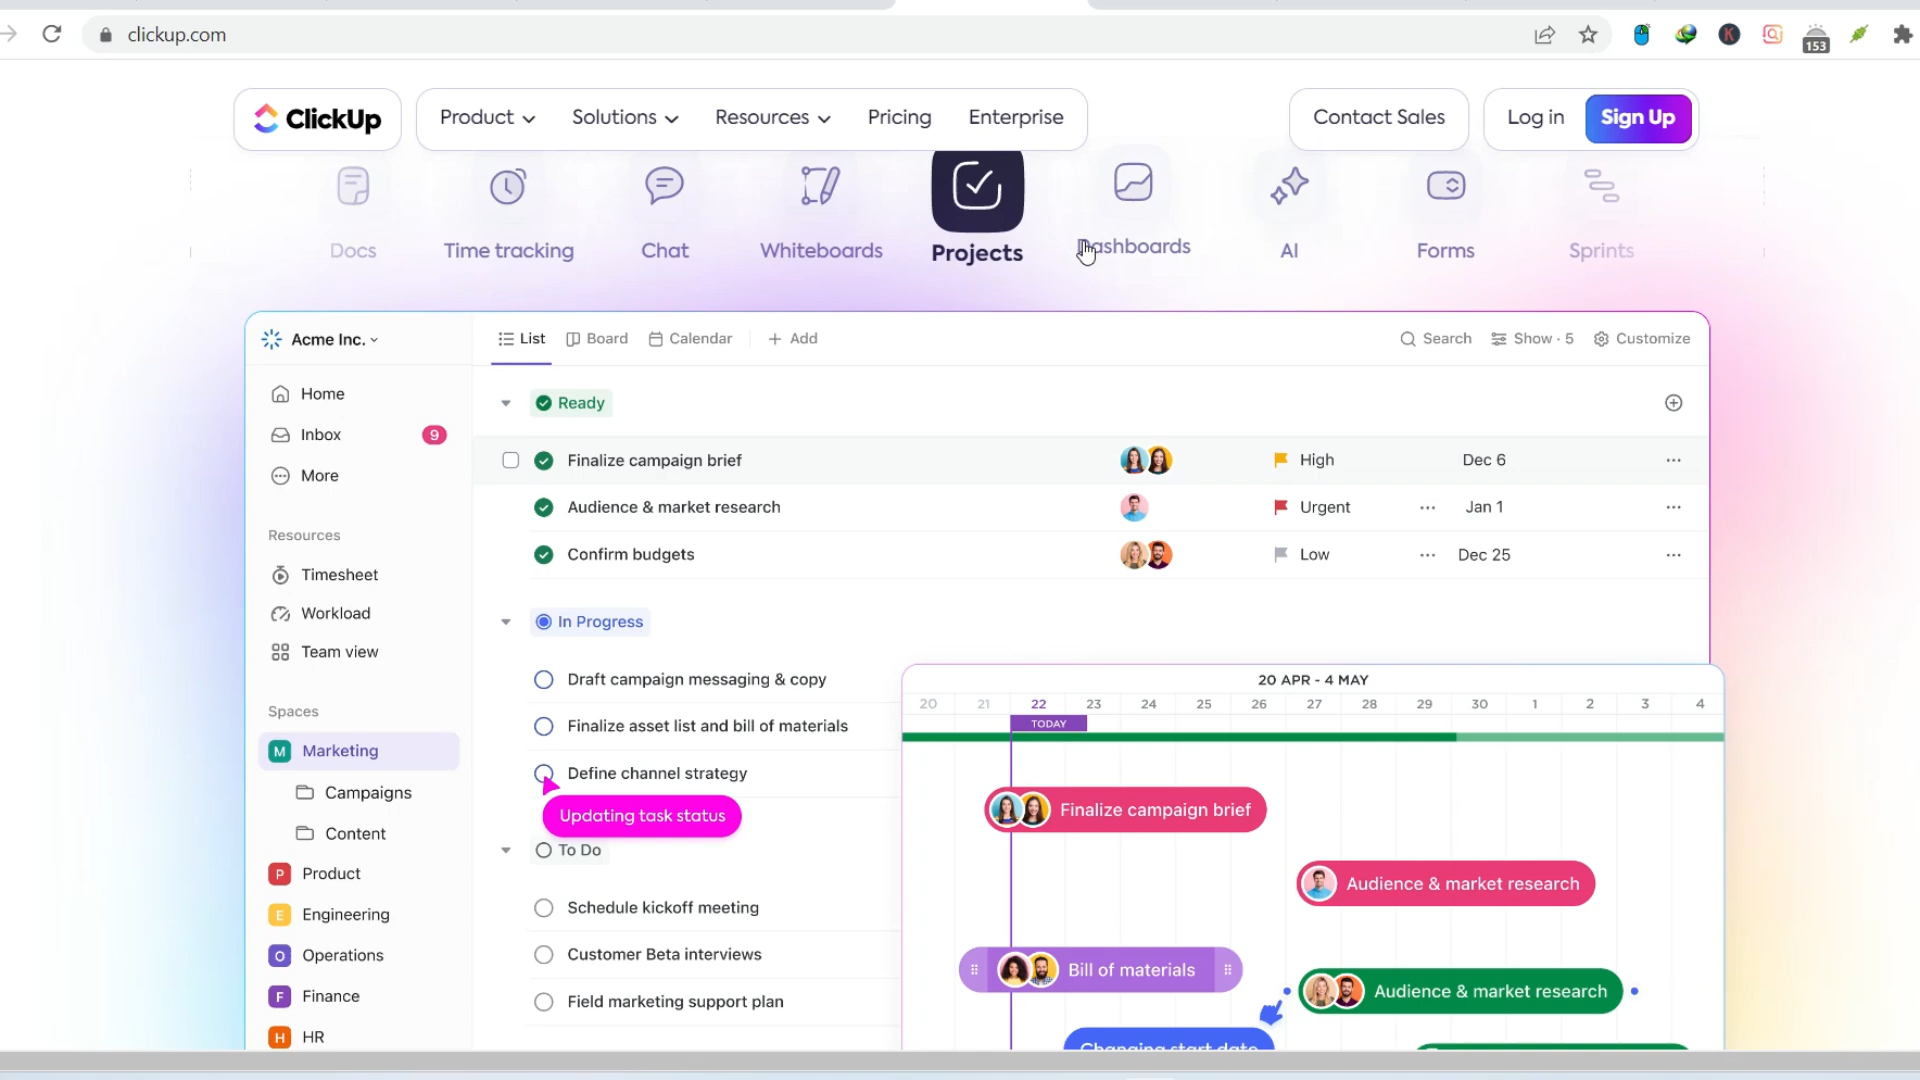 clickup.com
153
ClickUp
Product
Solutions
Resources
Pricing
Enterprise
Contact Sales
Log in
Sign Up
Docs
Time tracking
Chat
Whiteboards
Projects
Dashboards
AI
Forms
Sprints
Acme Inc.
List
Board
Calendar
+ Add
Search
Show · 5
Customize
Home
Inbox
9
More
Resources
Timesheet
Workload
Team view
Spaces
M Marketing
Campaigns
Content
P Product
E Engineering
O Operations
F Finance
H HR
Ready
Finalize campaign brief
High
Dec 6
Audience & market research
Urgent
Jan 1
Confirm budgets
Low
Dec 25
In Progress
Draft campaign messaging & copy
Finalize asset list and bill of materials
Define channel strategy
Updating task status
To Do
Schedule kickoff meeting
Customer Beta interviews
Field marketing support plan
20 APR - 4 MAY
20 21 22 23 24 25 26 27 28 29 30 1 2 3 4
TODAY
Finalize campaign brief
Audience & market research
Bill of materials
Audience & market research
Changing start date